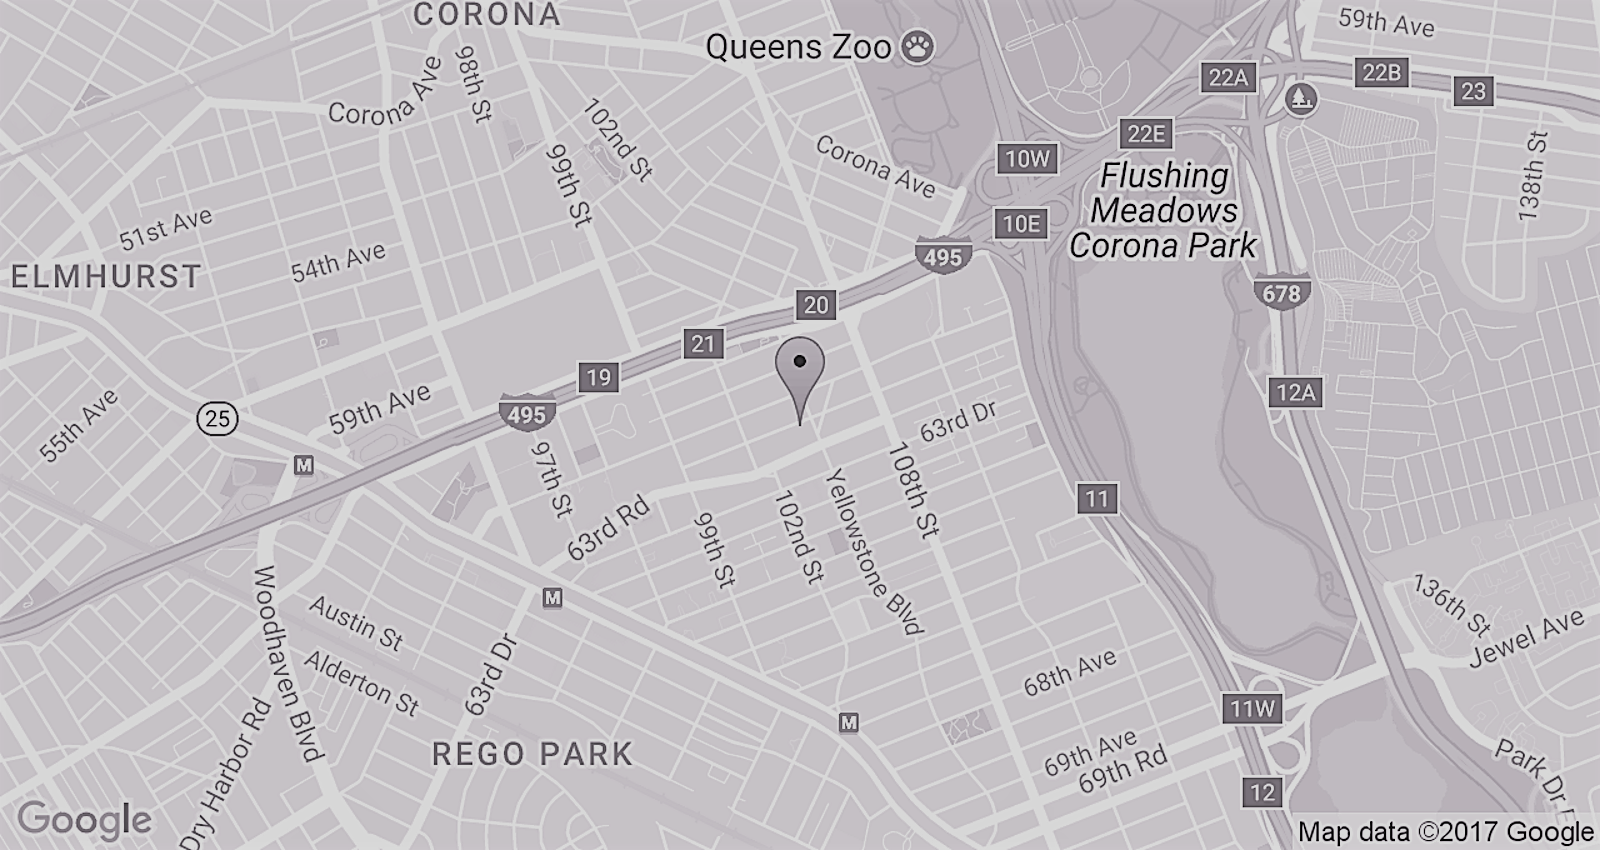 CORONA
59th Ave
Queens Zoo
98th St
Corona Ave
22A
22B
23
102nd St
22E
138th St
Corona Ave
10W
99th St
Flushing
Meadows
Corona Park
51st Ave
10E
54th Ave
495
ELMHURST
678
20
21
19
12A
55th Ave
25
59th Ave
495
63rd Dr
M
97th St
108th St
11
63rd Rd
99th St
102nd St
Yellowstone Blvd
136th St
M
Austin St
Woodhaven Blvd
Jewel Ave
63rd Dr
Alderton St
68th Ave
11W
M
Dry Harbor Rd
REGO PARK
69th Ave
69th Rd
Park Dr
12
Google
Map data ©2017 Google